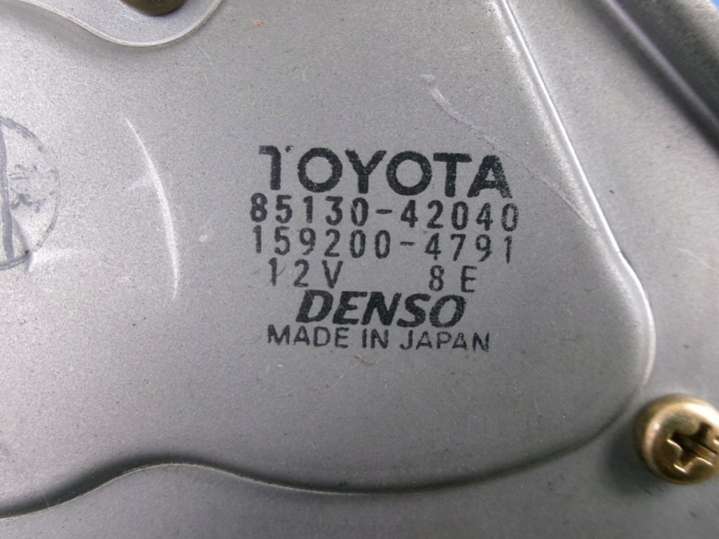 TOYOTA
85130-42040
159200-4791
12V 8E
DENSO
MADE IN JAPAN